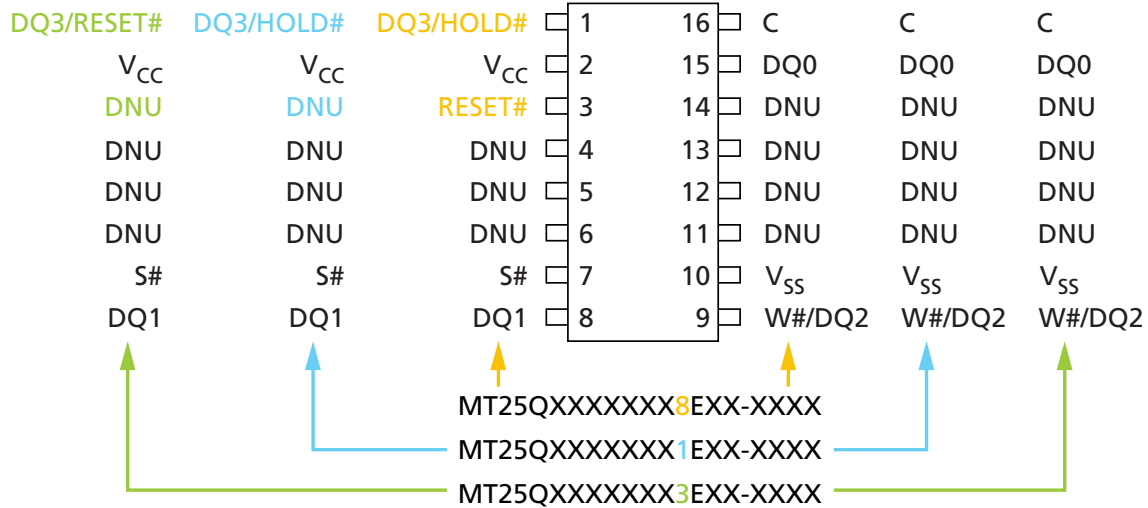 DQ3/RESET# DQ3/HOLD# DQ3/HOLD# 1 16 C C C
VCC VCC VCC 2 15 DQ0 DQ0 DQ0
DNU DNU RESET# 3 14 DNU DNU DNU
DNU DNU DNU 4 13 DNU DNU DNU
DNU DNU DNU 5 12 DNU DNU DNU
DNU DNU DNU 6 11 DNU DNU DNU
S# S# S# 7 10 VSS VSS VSS
DQ1 DQ1 DQ1 8 9 W#/DQ2 W#/DQ2 W#/DQ2
MT25QXXXXXXX8EXX-XXXX
MT25QXXXXXXX1EXX-XXXX
MT25QXXXXXXX3EXX-XXXX